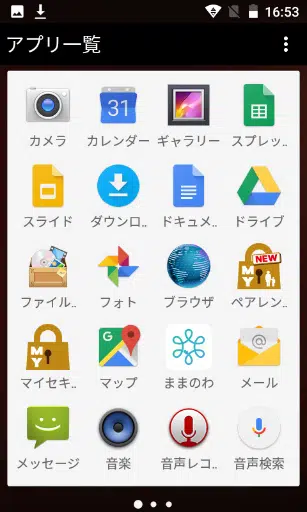 16:53
アプリ一覧
カメラ
31
カレンダー
ギャラリー
スプレッ..
スライド
ダウンロ..
ドキュメ..
ドライブ
ファイル..
フォト
ブラウザ
NEW
MY
ペアレン..
MY
マイセキ..
G
マップ
ままのわ
@
メール
メッセージ
音楽
音声レコ..
音声検索